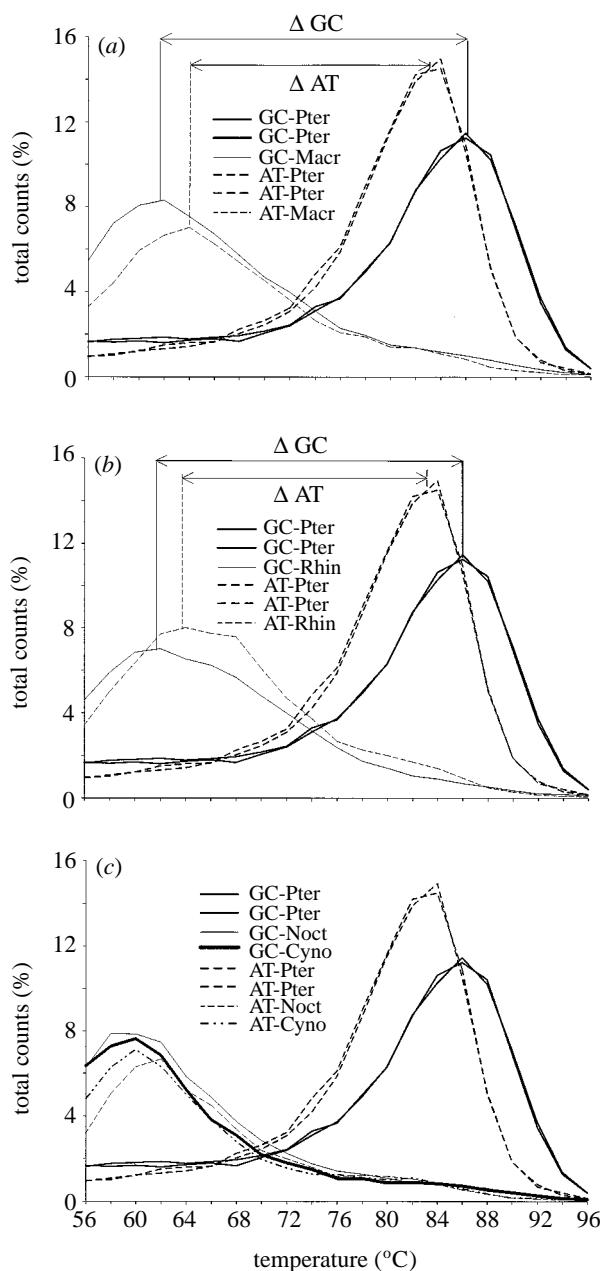 (a)
Δ GC
Δ AT
GC-Pter
GC-Pter
GC-Macr
AT-Pter
AT-Pter
AT-Macr
total counts (%)
16
12
8
4
0
(b)
Δ GC
Δ AT
GC-Pter
GC-Pter
GC-Rhin
AT-Pter
AT-Pter
AT-Rhin
total counts (%)
16
12
8
4
0
(c)
GC-Pter
GC-Pter
GC-Noct
GC-Cyno
AT-Pter
AT-Pter
AT-Noct
AT-Cyno
total counts (%)
16
12
8
4
0
56 60 64 68 72 76 80 84 88 92 96
temperature (°C)